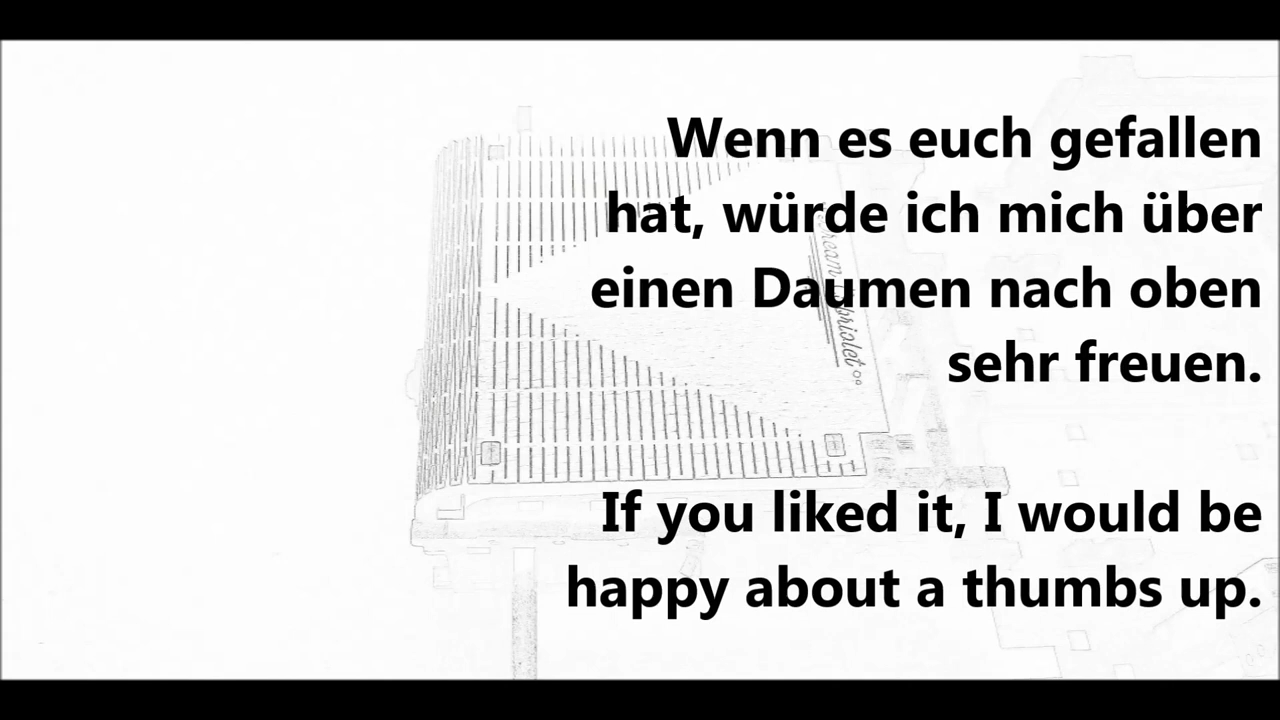 Wenn es euch gefallen
hat, würde ich mich über
einen Daumen nach oben
sehr freuen.
If you liked it, I would be
happy about a thumbs up.